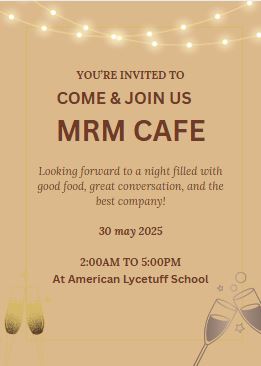 YOU'RE INVITED TO
COME & JOIN US
MRM CAFE
Looking forward to a night filled with
good food, great conversation, and the
best company!
30 may 2025
2:00AM TO 5:00PM
At American Lycetuff School